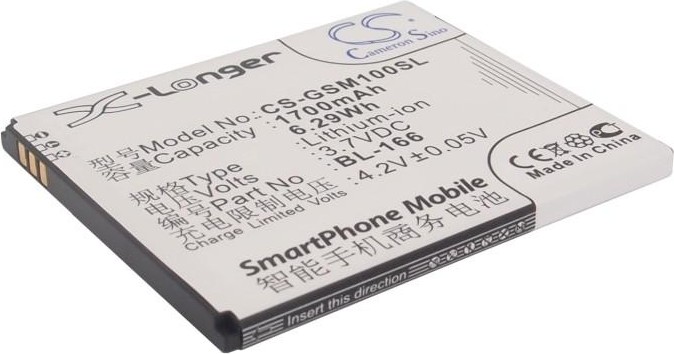 X-Longer
CS
Cameron Sino
型号Model No. CS-GSM100SL
容量Capacity 1700mAh
6.29Wh
规格Type Lithium-ion
电压Volts 3.7VDC
编号Part No BL-166
充电限制电压 4.2V±0.05V
Charge Limited Volts
SmartPhone Mobile
智能手机商务电池
CE
Made in China